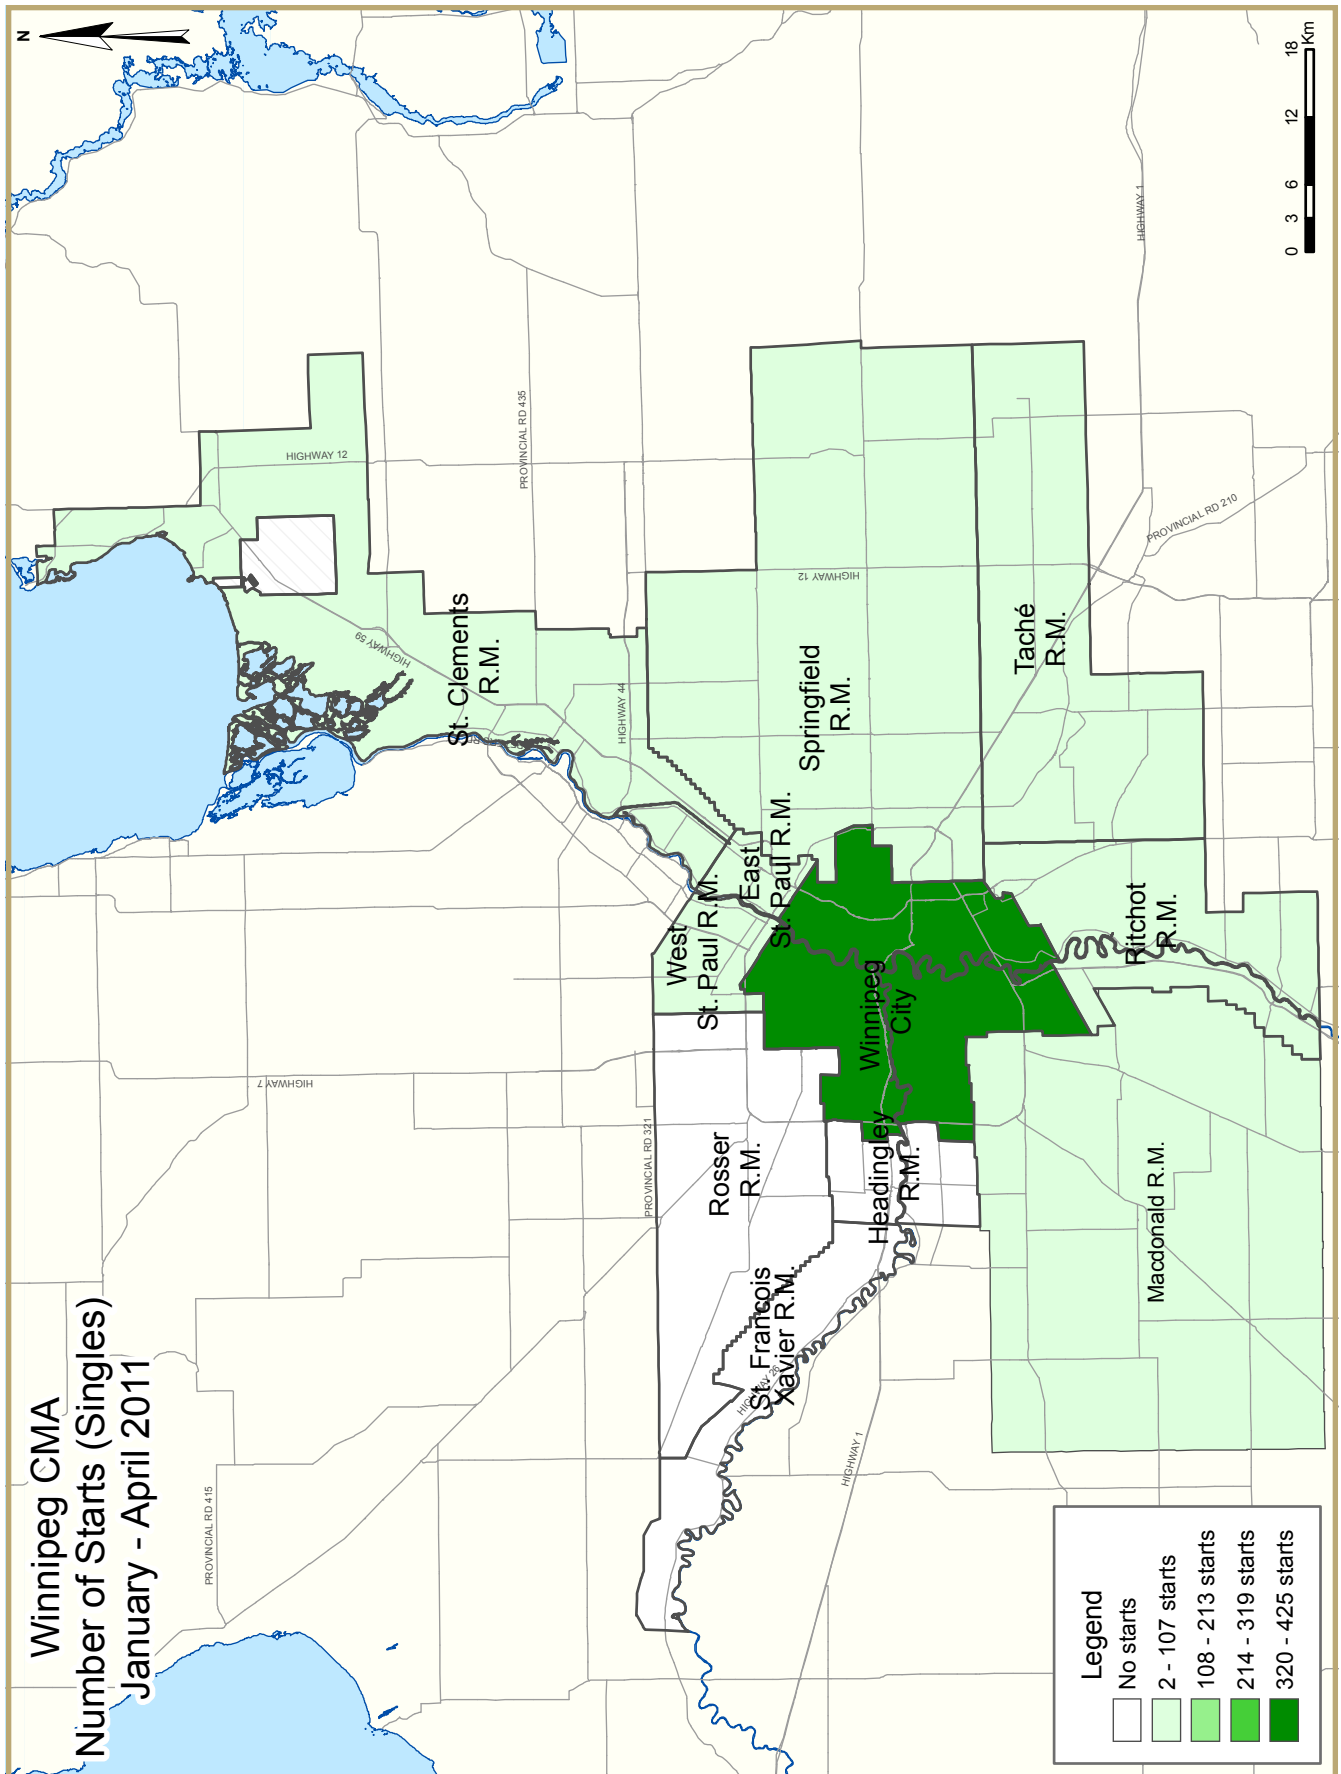 Winnipeg CMA
Number of Starts (Singles)
January - April 2011
N
PROVINCIAL RD 415
HIGHWAY 7
HIGHWAY 12
PROVINCIAL RD 435
HIGHWAY 59
St. Clements
R.M.
HIGHWAY 44
PROVINCIAL RD 321
West
St. Paul R.M.
East
St. Paul R.M.
Springfield
R.M.
HIGHWAY 12
Rosser
R.M.
St. Francois
Xavier R.M.
HIGHWAY 26
HIGHWAY 1
Headingley
R.M.
Winnipeg
City
Taché
R.M.
Ritchot
R.M.
Macdonald R.M.
HIGHWAY 1
PROVINCIAL RD 210
Legend
No starts
2 - 107 starts
108 - 213 starts
214 - 319 starts
320 - 425 starts
0 3 6 12 18
Km